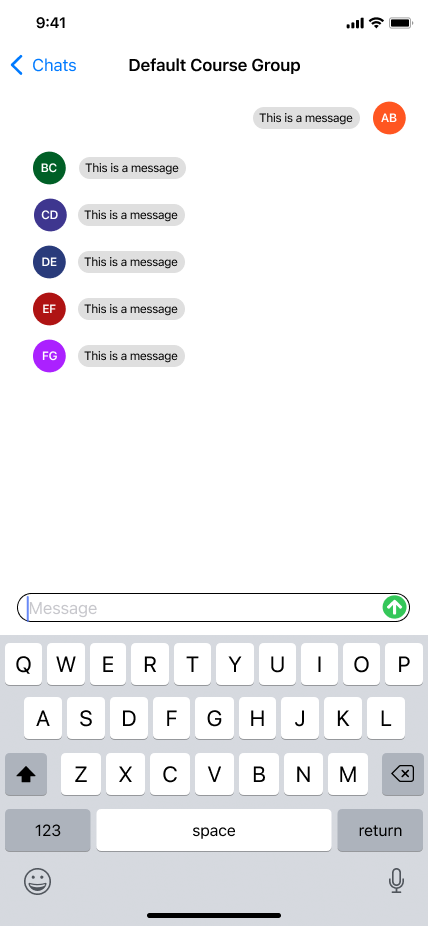 9:41
Chats
Default Course Group
This is a message
AB
BC
This is a message
CD
This is a message
DE
This is a message
EF
This is a message
FG
This is a message
Message
Q W E R T Y U I O P
A S D F G H J K L
Z X C V B N M
123 space return